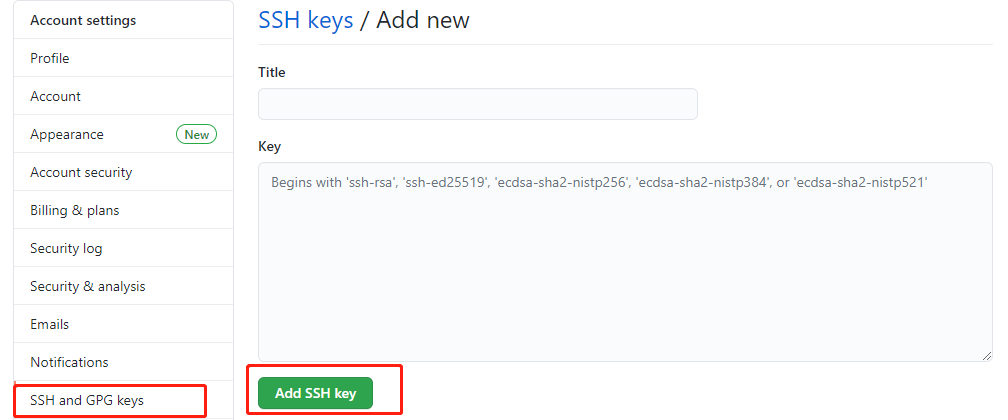 Account settings
Profile
Account
Appearance New
Account security
Billing & plans
Security log
Security & analysis
Emails
Notifications
SSH and GPG keys
SSH keys / Add new
Title
Key
Begins with 'ssh-rsa', 'ssh-ed25519', 'ecdsa-sha2-nistp256', 'ecdsa-sha2-nistp384', or 'ecdsa-sha2-nistp521'
Add SSH key